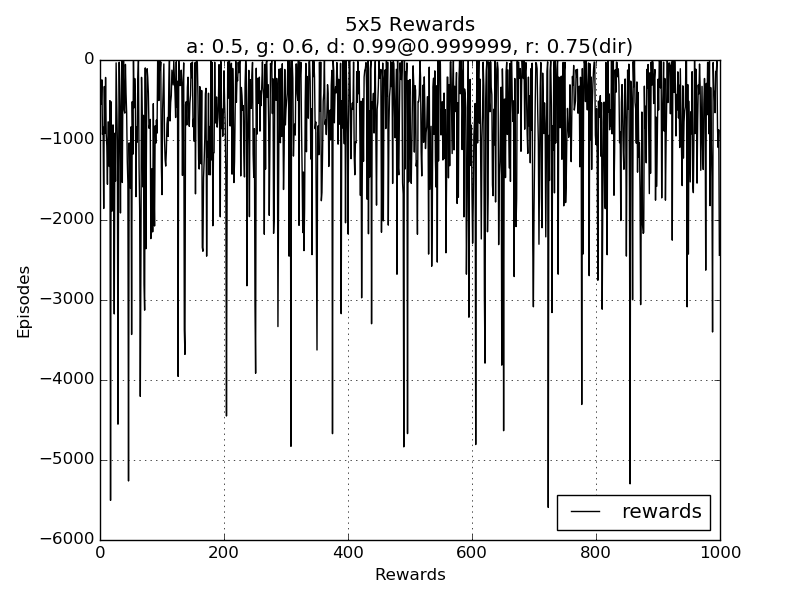 5x5 Rewards
a: 0.5, g: 0.6, d: 0.99@0.999999, r: 0.75(dir)
0
−1000
−2000
−3000
−4000
−5000
−6000
Episodes
rewards
0 200 400 600 800 1000
Rewards